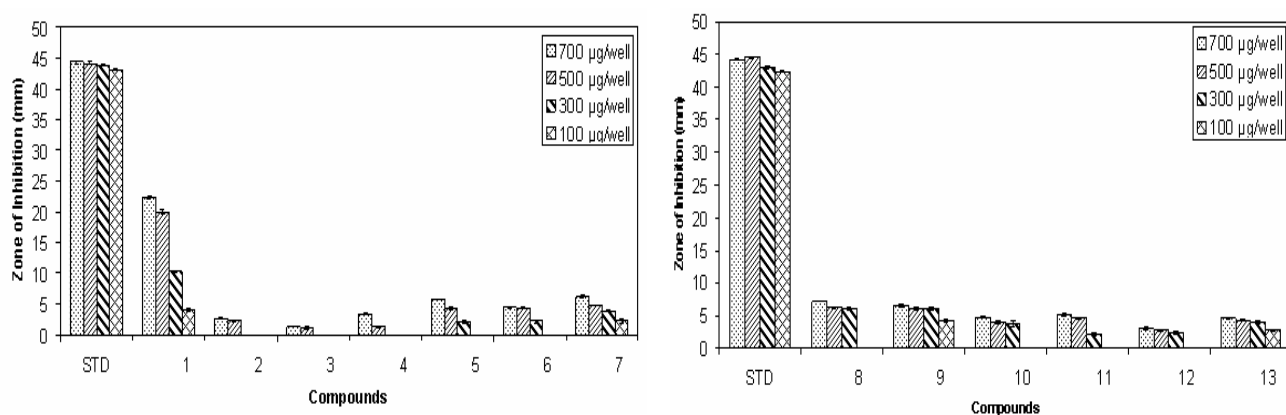 50
45
40
35
30
25
20
15
10
5
0
Zone of Inhibition (mm)
700 µg/well
500 µg/well
300 µg/well
100 µg/well
STD 1 2 3 4 5 6 7
Compounds
50
45
40
35
30
25
20
15
10
5
0
Zone of Inhibition (mm)
700 µg/well
500 µg/well
300 µg/well
100 µg/well
STD 8 9 10 11 12 13
Compounds